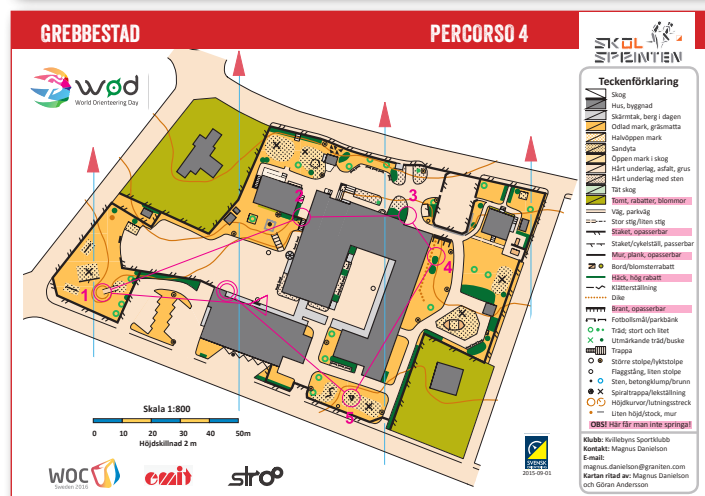 GREBBESTAD
PERCORSO 4
SKOL
SPRINTEN
wod
World Orienteering Day
Teckenförklaring
Skog
Hus, byggnad
Skärmtak, berg i dagen
Odlad mark, gräsmatta
Halvöppen mark
Sandyta
Öppen mark i skog
Hårt underlag, asfalt, grus
Hårt underlag med sten
Tät skog
Tomt, rabatter, blommor
Väg, parkväg
Stor stig/liten stig
Staket, opasserbar
Staket/cykelställ, passerbar
Mur, plank, opasserbar
Bord/blomsterrabatt
Häck, hög rabatt
Klätterställning
Dike
Brant, opasserbar
Fotbollsmål/parkbänk
Träd; stort och litet
Utmärkande träd/buske
Trappa
Större stolpe/lyktstolpe
Flaggstång, liten stolpe
Sten, betongklump/brunn
Spiraltrappa/lekställning
Höjdkurvor/lutningsstreck
Liten höjd/stock, mur
OBS! Här får man inte springa!
Klubb: Kvillebyns Sportklubb
Kontakt: Magnus Danielson
E-mail:
magnus.danielson@graniten.com
Kartan ritad av: Magnus Danielson
och Göran Andersson
2
3
4
1
5
Skala 1:800
0 10 20 30 40 50m
Höjdskillnad 2 m
WOC
Sweden 2016
emit
stroo
SVENSK
2015-09-01